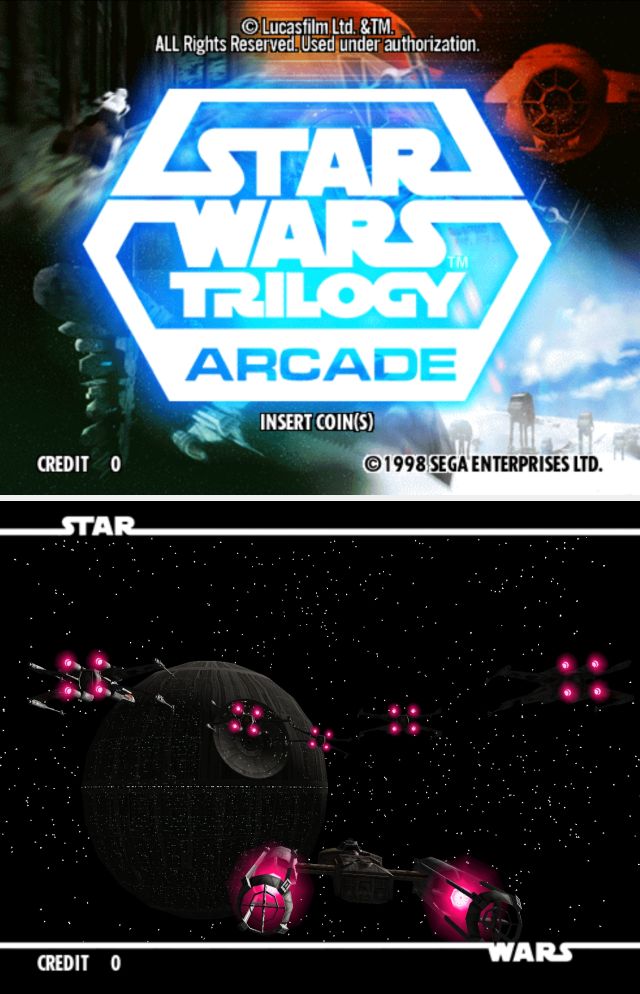 © Lucasfilm Ltd. &TM.
ALL Rights Reserved. Used under authorization.
STAR
WARS
TM
TRILOGY
ARCADE
INSERT COIN(S)
CREDIT 0
©1998 SEGA ENTERPRISES LTD.
STAR
WARS
CREDIT 0